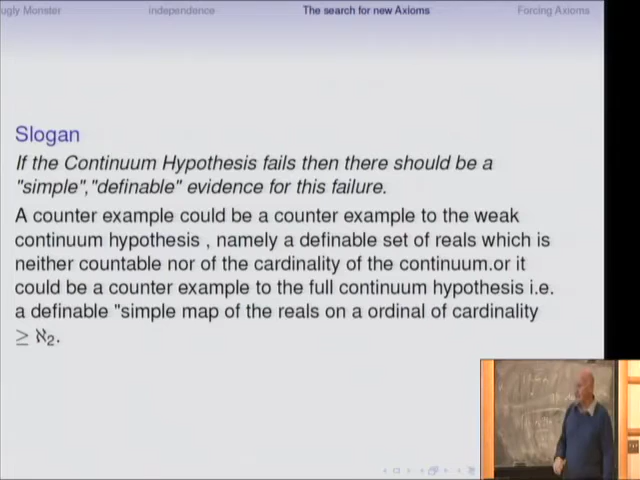 ugly Monster independence The search for new Axioms Forcing Axioms
Slogan
If the Continuum Hypothesis fails then there should be a
"simple","definable" evidence for this failure.
A counter example could be a counter example to the weak
continuum hypothesis , namely a definable set of reals which is
neither countable nor of the cardinality of the continuum.or it
could be a counter example to the full continuum hypothesis i.e.
a definable "simple map of the reals on a ordinal of cardinality
≥ ℵ₂.